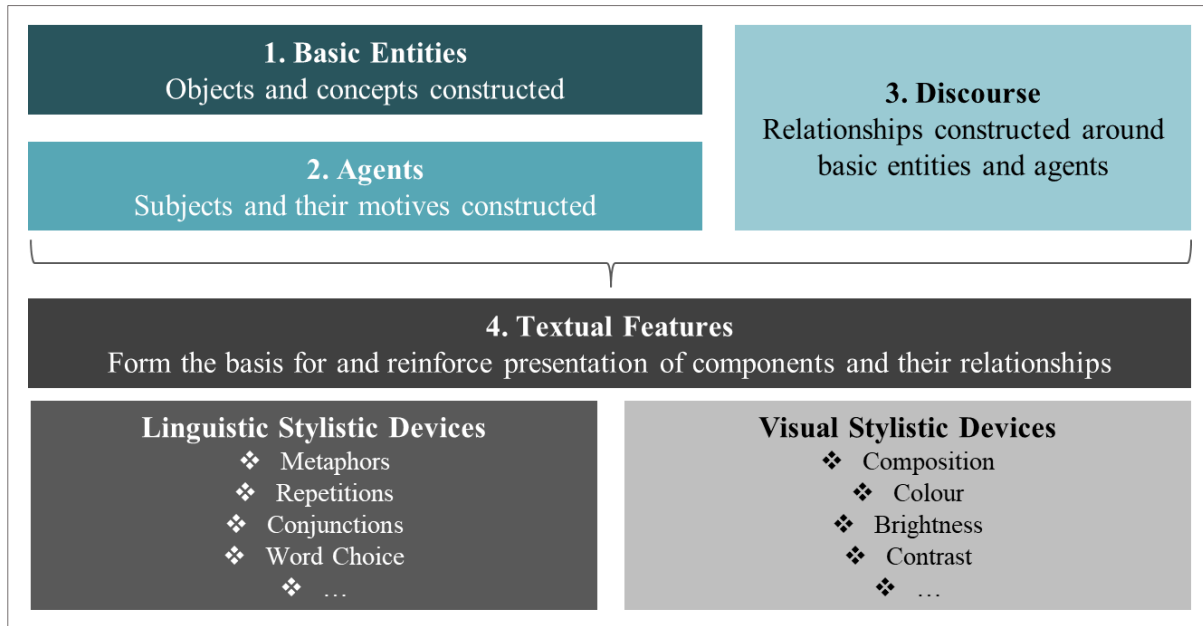 1. Basic Entities
Objects and concepts constructed
2. Agents
Subjects and their motives constructed
3. Discourse
Relationships constructed around
basic entities and agents
4. Textual Features
Form the basis for and reinforce presentation of components and their relationships
Linguistic Stylistic Devices
❖ Metaphors
❖ Repetitions
❖ Conjunctions
❖ Word Choice
❖ …
Visual Stylistic Devices
❖ Composition
❖ Colour
❖ Brightness
❖ Contrast
❖ …